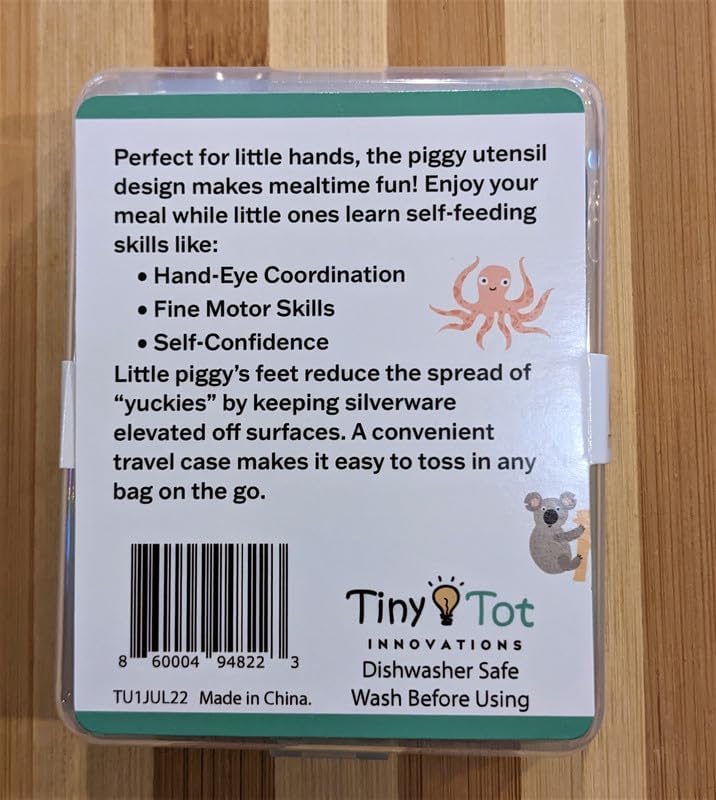 Perfect for little hands, the piggy utensil
design makes mealtime fun! Enjoy your
meal while little ones learn self-feeding
skills like:
• Hand-Eye Coordination
• Fine Motor Skills
• Self-Confidence
Little piggy's feet reduce the spread of
“yuckies” by keeping silverware
elevated off surfaces. A convenient
travel case makes it easy to toss in any
bag on the go.
8 60004 94822 3
TU1JUL22 Made in China.
Tiny Tot
INNOVATIONS
Dishwasher Safe
Wash Before Using